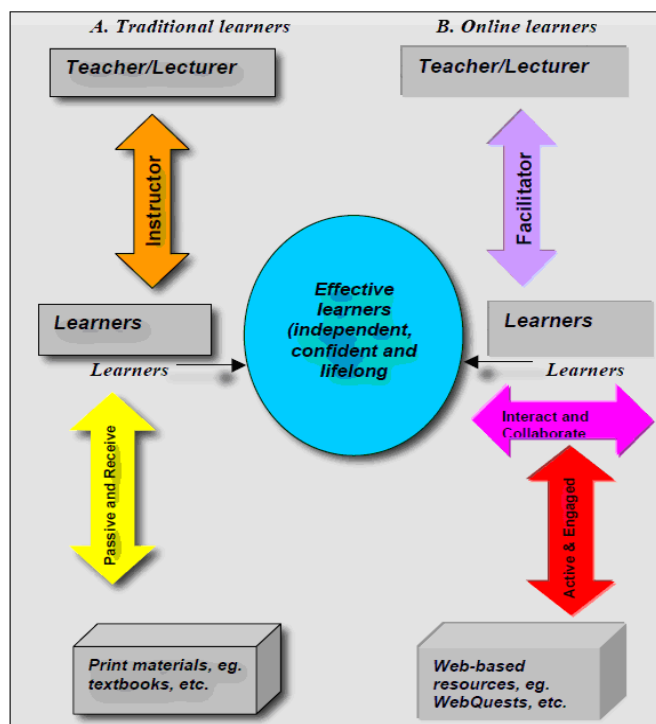 A. Traditional learners
B. Online learners
Teacher/Lecturer
Teacher/Lecturer
Instructor
Facilitator
Effective
learners
(independent,
confident and
lifelong
Learners
Learners
Learners
Learners
Interact and
Collaborate
Passive and Receive
Active & Engaged
Print materials, eg.
textbooks, etc.
Web-based
resources, eg.
WebQuests, etc.